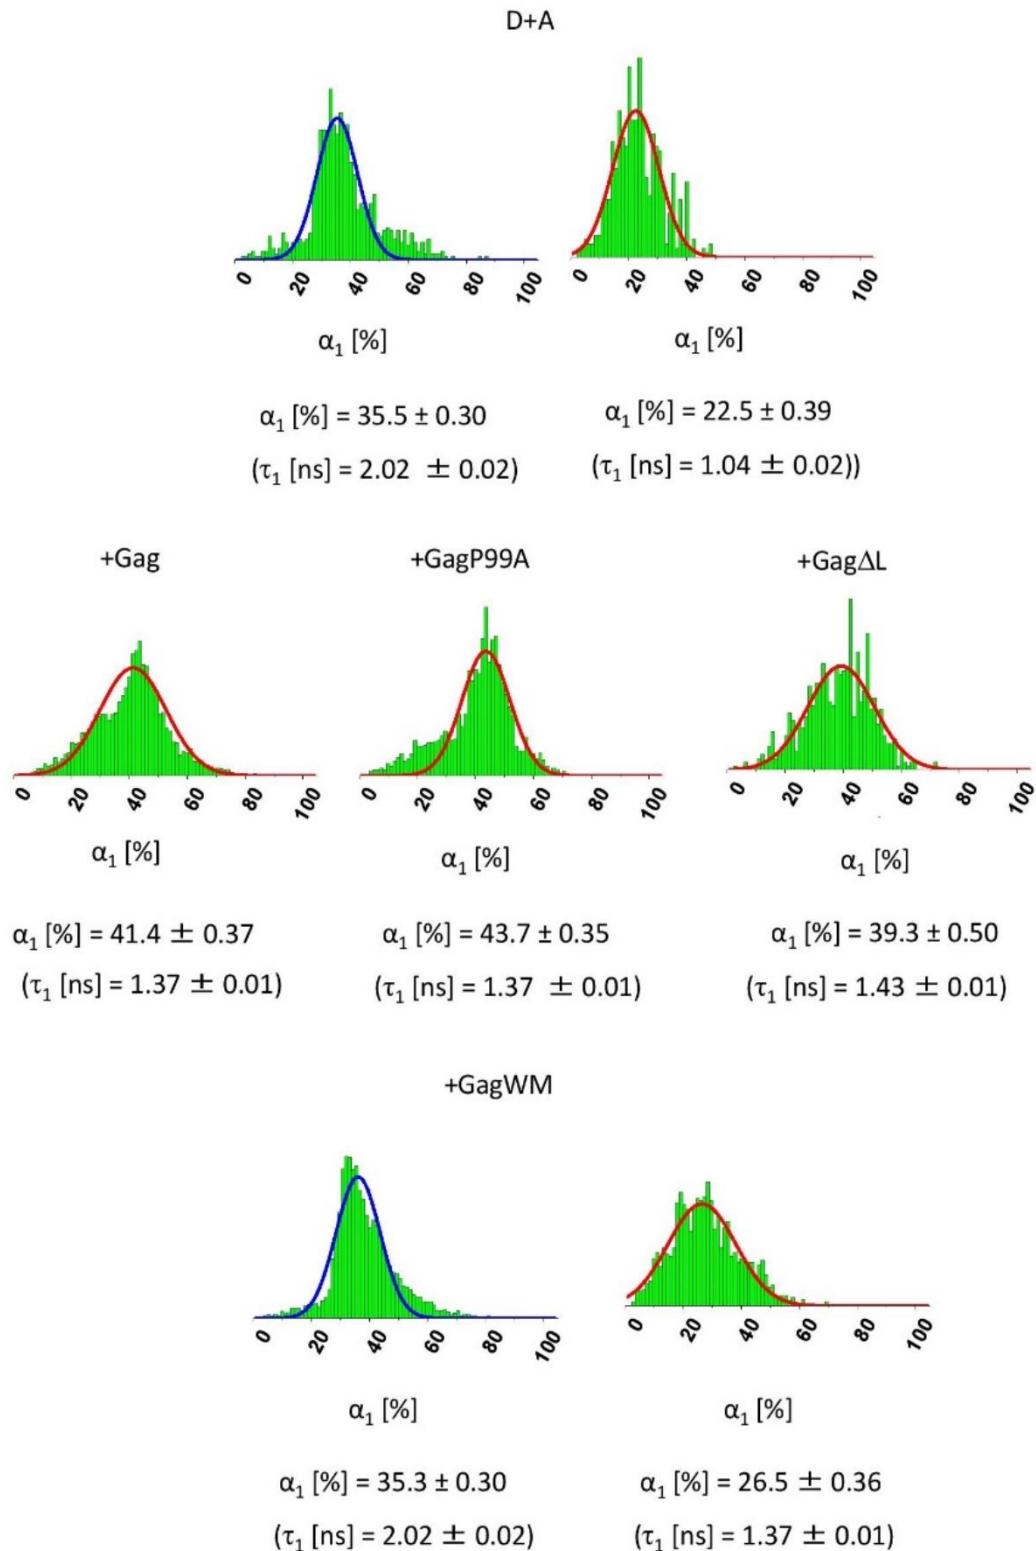 D+A
0 20 40 60 80 100
0 20 40 60 80 100
α₁ [%]
α₁ [%]
α₁ [%] = 35.5 ± 0.30
α₁ [%] = 22.5 ± 0.39
(τ₁ [ns] = 2.02 ± 0.02)
(τ₁ [ns] = 1.04 ± 0.02))
+Gag
+GagP99A
+GagΔL
0 20 40 60 80 100
0 20 40 60 80 100
0 20 40 60 80 100
α₁ [%]
α₁ [%]
α₁ [%]
α₁ [%] = 41.4 ± 0.37
α₁ [%] = 43.7 ± 0.35
α₁ [%] = 39.3 ± 0.50
(τ₁ [ns] = 1.37 ± 0.01)
(τ₁ [ns] = 1.37 ± 0.01)
(τ₁ [ns] = 1.43 ± 0.01)
+GagWM
0 20 40 60 80 100
0 20 40 60 80 100
α₁ [%]
α₁ [%]
α₁ [%] = 35.3 ± 0.30
α₁ [%] = 26.5 ± 0.36
(τ₁ [ns] = 2.02 ± 0.02)
(τ₁ [ns] = 1.37 ± 0.01)